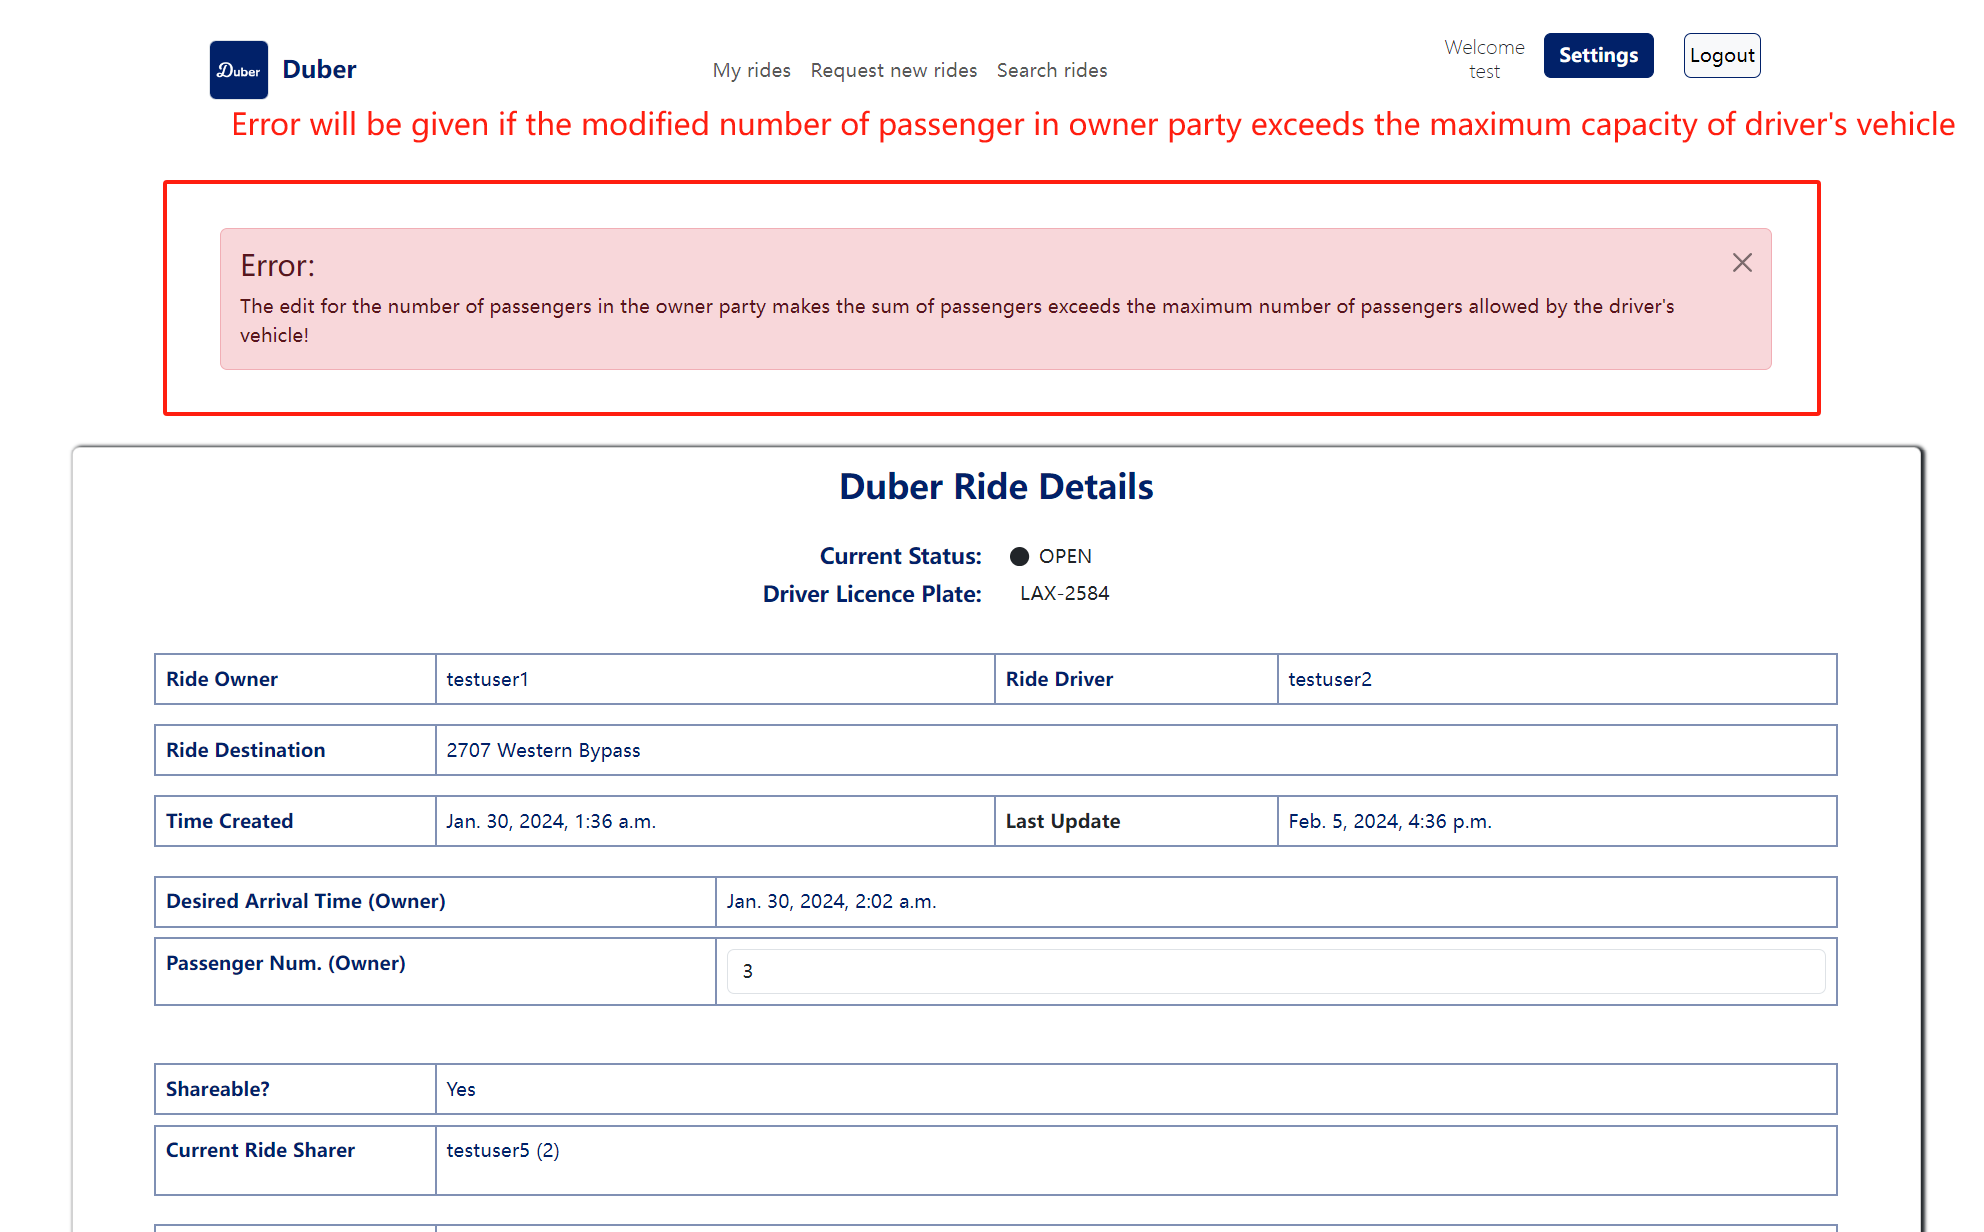 Duber
Duber
My rides Request new rides Search rides
Welcome
test
Settings
Logout
Error will be given if the modified number of passenger in owner party exceeds the maximum capacity of driver's vehicle
Error:
The edit for the number of passengers in the owner party makes the sum of passengers exceeds the maximum number of passengers allowed by the driver's
vehicle!
Duber Ride Details
Current Status: OPEN
Driver Licence Plate: LAX-2584
Ride Owner testuser1 Ride Driver testuser2
Ride Destination 2707 Western Bypass
Time Created Jan. 30, 2024, 1:36 a.m. Last Update Feb. 5, 2024, 4:36 p.m.
Desired Arrival Time (Owner) Jan. 30, 2024, 2:02 a.m.
Passenger Num. (Owner) 3
Shareable? Yes
Current Ride Sharer testuser5 (2)